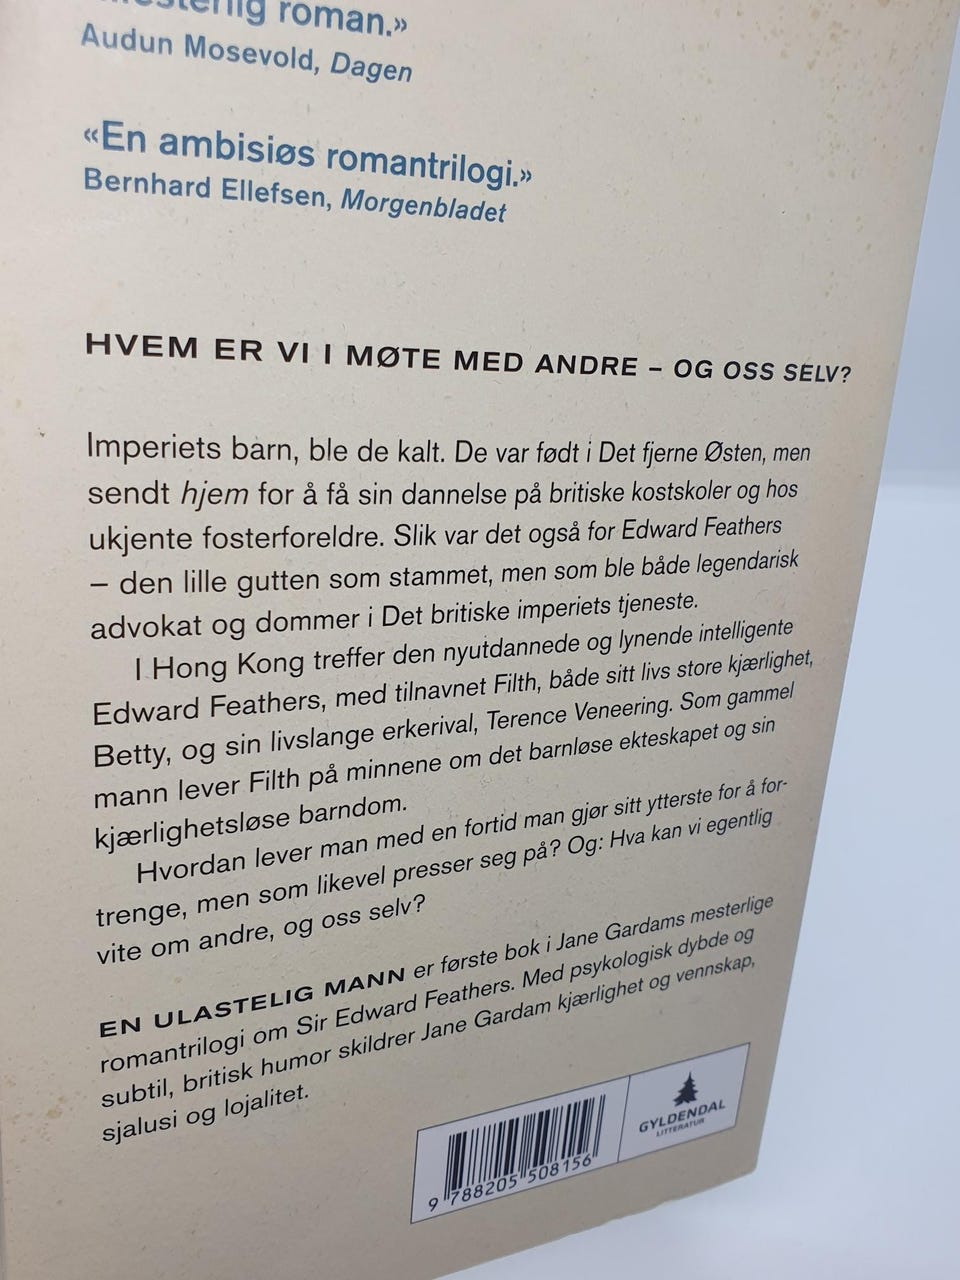 roman.»
Audun Mosevold, Dagen
«En ambisiøs romantrilogi.»
Bernhard Ellefsen, Morgenbladet
HVEM ER VI I MØTE MED ANDRE – OG OSS SELV?
Imperiets barn, ble de kalt. De var født i Det fjerne Østen, men
sendt hjem for å få sin dannelse på britiske kostskoler og hos
ukjente fosterforeldre. Slik var det også for Edward Feathers
– den lille gutten som stammet, men som ble både legendarisk
advokat og dommer i Det britiske imperiets tjeneste.
I Hong Kong treffer den nyutdannede og lynende intelligente
Edward Feathers, med tilnavnet Filth, både sitt livs store kjærlighet,
Betty, og sin livslange erkerival, Terence Veneering. Som gammel
mann lever Filth på minnene om det barnløse ekteskapet og sin
kjærlighetsløse barndom.
Hvordan lever man med en fortid man gjør sitt ytterste for å for-
trenge, men som likevel presser seg på? Og: Hva kan vi egentlig
vite om andre, og oss selv?
EN ULASTELIG MANN er første bok i Jane Gardams mesterlige
romantrilogi om Sir Edward Feathers. Med psykologisk dybde og
subtil, britisk humor skildrer Jane Gardam kjærlighet og vennskap,
sjalusi og lojalitet.
GYLDENDAL
LITTERATUR
9 788205 508156